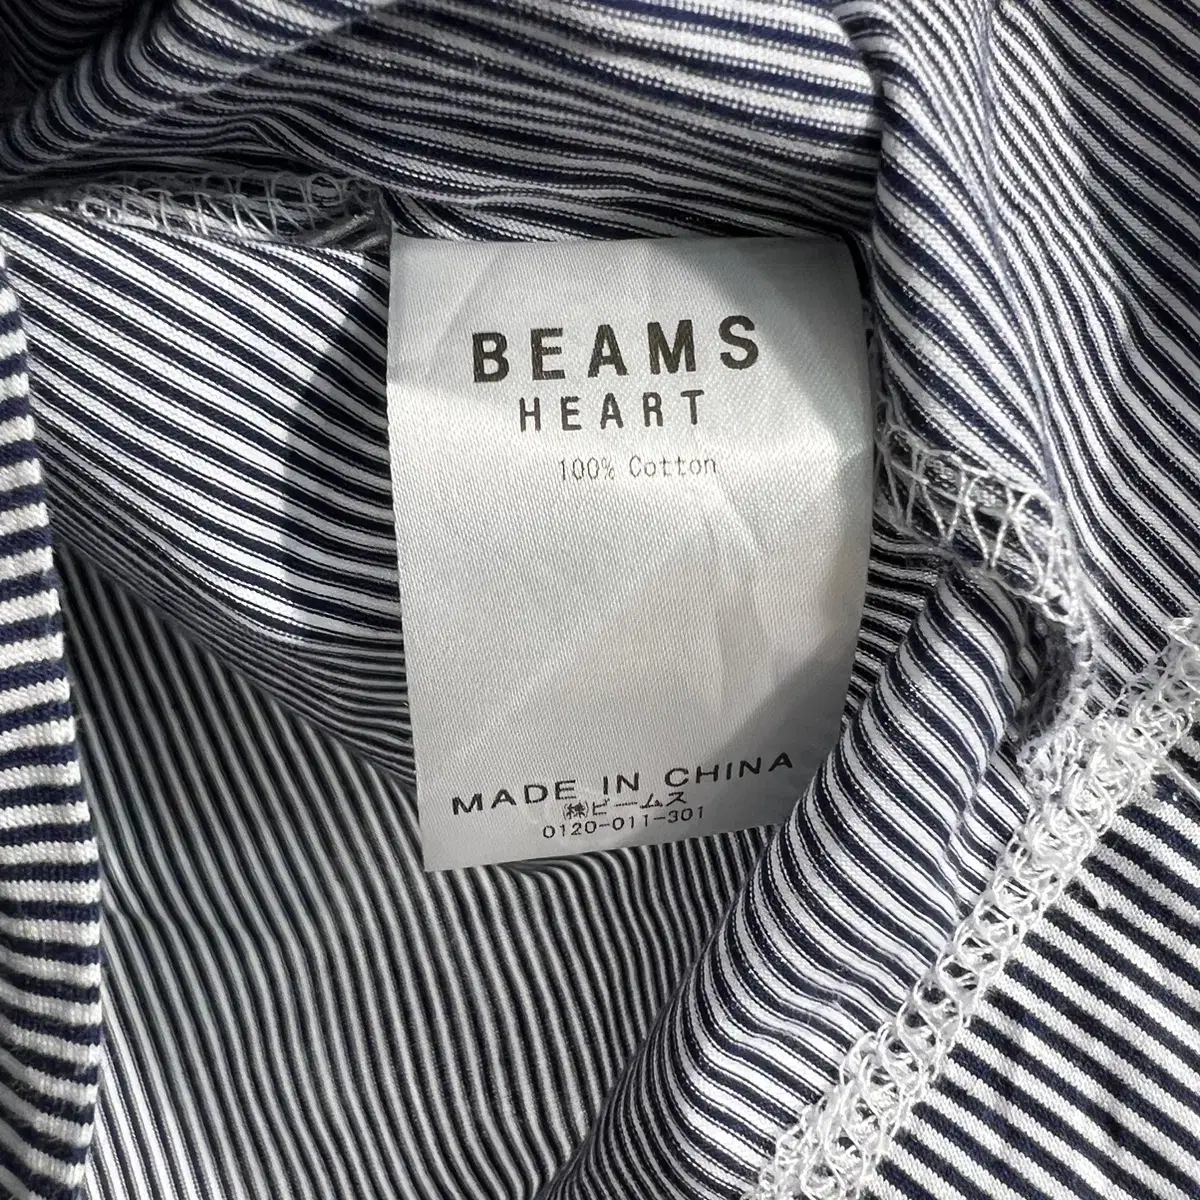 BEAMS
HEART
100% Cotton
MADE IN CHINA
㈱ビームス
0120-011-301